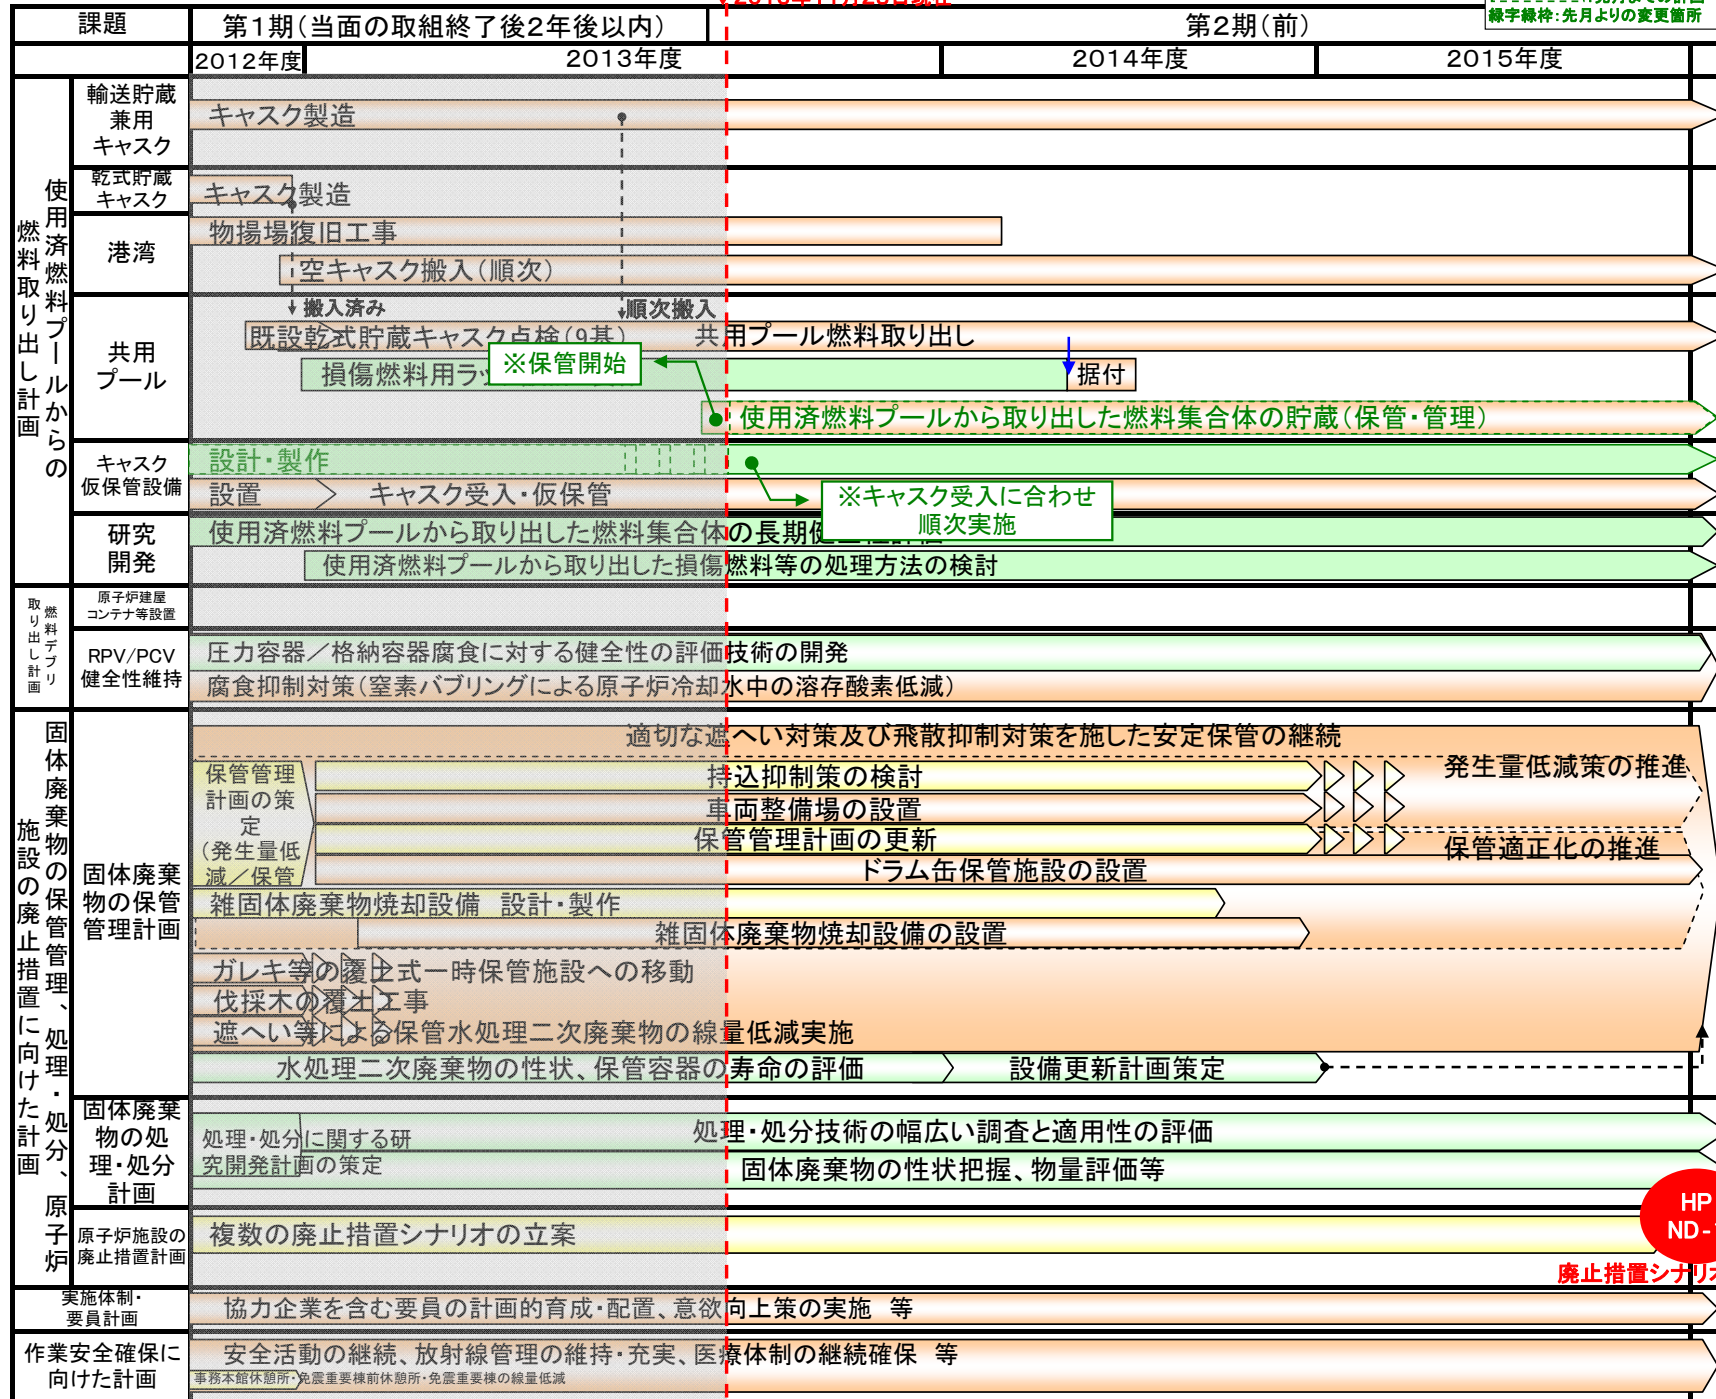 課題
第1期（当面の取組終了後2年後以内）
第2期（前）
緑字緑枠：先月よりの変更箇所
2012年度
2013年度
2014年度
2015年度
使用済燃料プールからの
燃料取り出し計画
輸送貯蔵
兼用
キャスク
キャスク製造
乾式貯蔵
キャスク
キャスク製造
港湾
物揚場復旧工事
空キャスク搬入（順次）
共用
プール
搬入済み
順次搬入
既設乾式貯蔵キャスク点検（9基）
共用プール燃料取り出し
損傷燃料用ラッ
※保管開始
据付
使用済燃料プールから取り出した燃料集合体の貯蔵（保管・管理）
キャスク
仮保管設備
設計・製作
設置
キャスク受入・仮保管
※キャスク受入に合わせ
順次実施
研究
開発
使用済燃料プールから取り出した燃料集合体の長期健
使用済燃料プールから取り出した損傷燃料等の処理方法の検討
燃料デブリ
取り出し計画
原子炉建屋
コンテナ等設置
RPV/PCV
健全性維持
圧力容器／格納容器腐食に対する健全性の評価技術の開発
腐食抑制対策（窒素バブリングによる原子炉冷却水中の溶存酸素低減）
固体廃棄物の保管管理、処理・処分、原子炉
施設の廃止措置に向けた計画
固体廃棄
物の保管
管理計画
適切な遮へい対策及び飛散抑制対策を施した安定保管の継続
保管管理
計画の策
定
（発生量低
減／保管
持込抑制策の検討
発生量低減策の推進
車両整備場の設置
保管管理計画の更新
保管適正化の推進
ドラム缶保管施設の設置
雑固体廃棄物焼却設備 設計・製作
雑固体廃棄物焼却設備の設置
ガレキ等の覆土式一時保管施設への移動
伐採木の覆土工事
遮へい等による保管水処理二次廃棄物の線量低減実施
水処理二次廃棄物の性状、保管容器の寿命の評価
設備更新計画策定
固体廃棄
物の処
理・処分
計画
処理・処分に関する研
究開発計画の策定
処理・処分技術の幅広い調査と適用性の評価
固体廃棄物の性状把握、物量評価等
原子炉施設の
廃止措置計画
複数の廃止措置シナリオの立案
HP
ND-
廃止措置シナリオ
実施体制・
要員計画
協力企業を含む要員の計画的育成・配置、意欲向上策の実施 等
作業安全確保に
向けた計画
安全活動の継続、放射線管理の維持・充実、医療体制の継続確保 等
事務本館休憩所・免震重要棟前休憩所・免震重要棟の線量低減